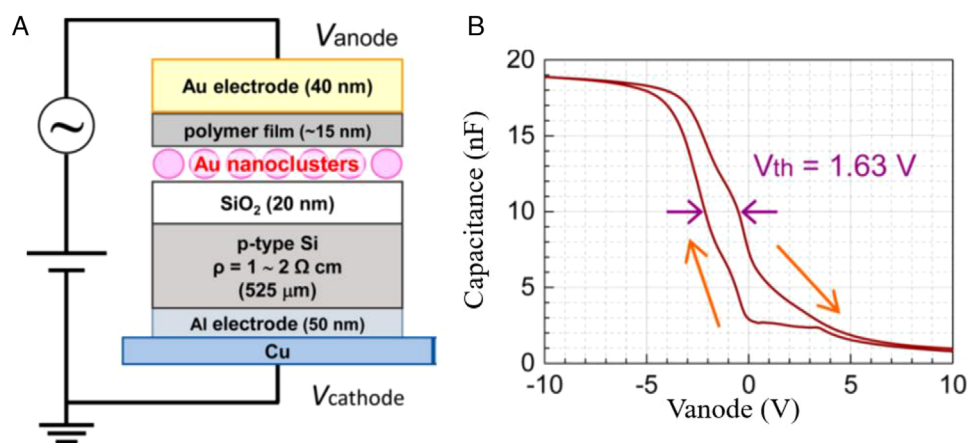 A
Vanode
Au electrode (40 nm)
polymer film (~15 nm)
Au nanoclusters
SiO₂ (20 nm)
p-type Si
ρ = 1 ~ 2 Ω cm
(525 μm)
Al electrode (50 nm)
Cu
Vcathode
B
Capacitance (nF)
20
15
10
5
0
Vth = 1.63 V
-10
-5
0
5
10
Vanode (V)